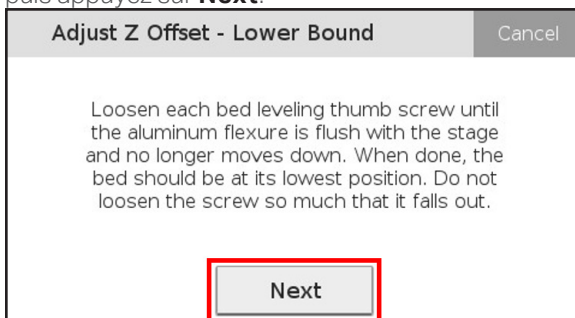 puis appuyez sur Next.
Adjust Z Offset - Lower Bound
Cancel
Loosen each bed leveling thumb screw until
the aluminum flexure is flush with the stage
and no longer moves down. When done, the
bed should be at its lowest position. Do not
loosen the screw so much that it falls out.
Next